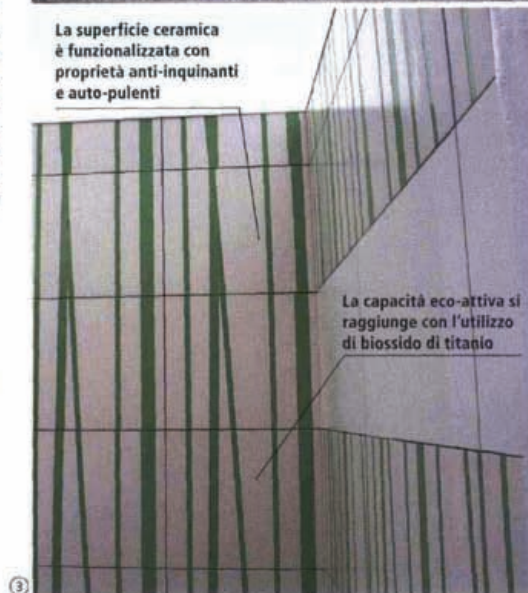 La superficie ceramica
è funzionalizzata con
proprietà anti-inquinanti
e auto-pulenti
La capacità eco-attiva si
raggiunge con l'utilizzo
di biossido di titanio
3